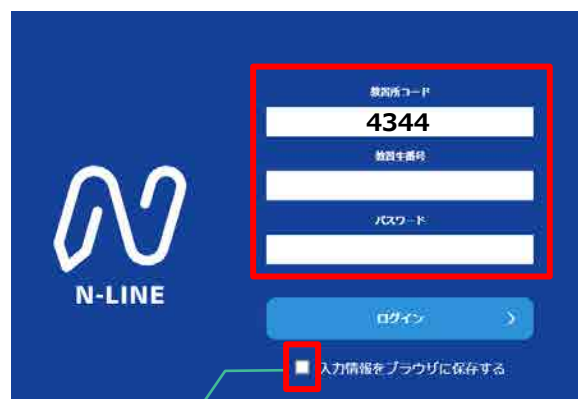 教習所コード
4344
教習生番号
パスワード
N-LINE
ログイン
入力情報をブラウザに保存する